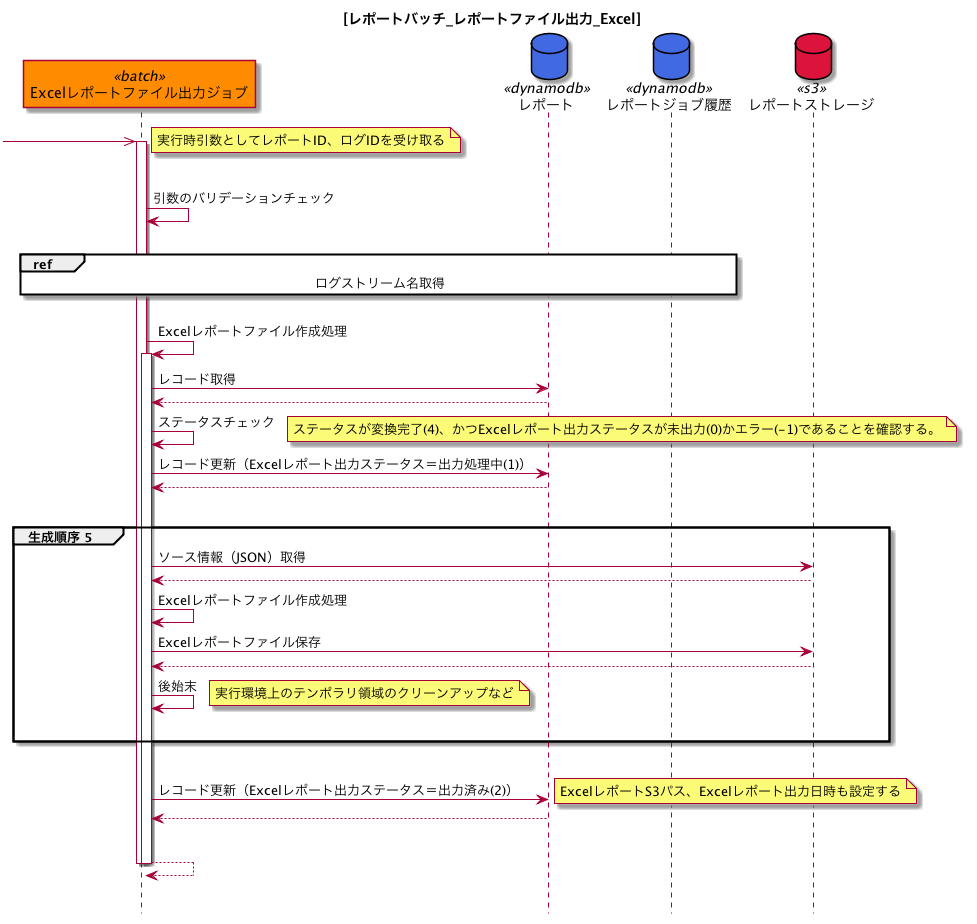 [レポートバッチ_レポートファイル出力_Excel]
«batch»
Excelレポートファイル出力ジョブ
«dynamodb»
レポート
«dynamodb»
レポートジョブ履歴
«s3»
レポートストレージ
実行時引数としてレポートID、ログIDを受け取る
引数のバリデーションチェック
ref
ログストリーム名取得
Excelレポートファイル作成処理
レコード取得
ステータスチェック
ステータスが変換完了(4)、かつExcelレポート出力ステータスが未出力(0)かエラー(-1)であることを確認する。
レコード更新（Excelレポート出力ステータス＝出力処理中(1)）
生成順序 5
ソース情報（JSON）取得
Excelレポートファイル作成処理
Excelレポートファイル保存
後始末
実行環境上のテンポラリ領域のクリーンアップなど
レコード更新（Excelレポート出力ステータス＝出力済み(2)）
ExcelレポートS3パス、Excelレポート出力日時も設定する